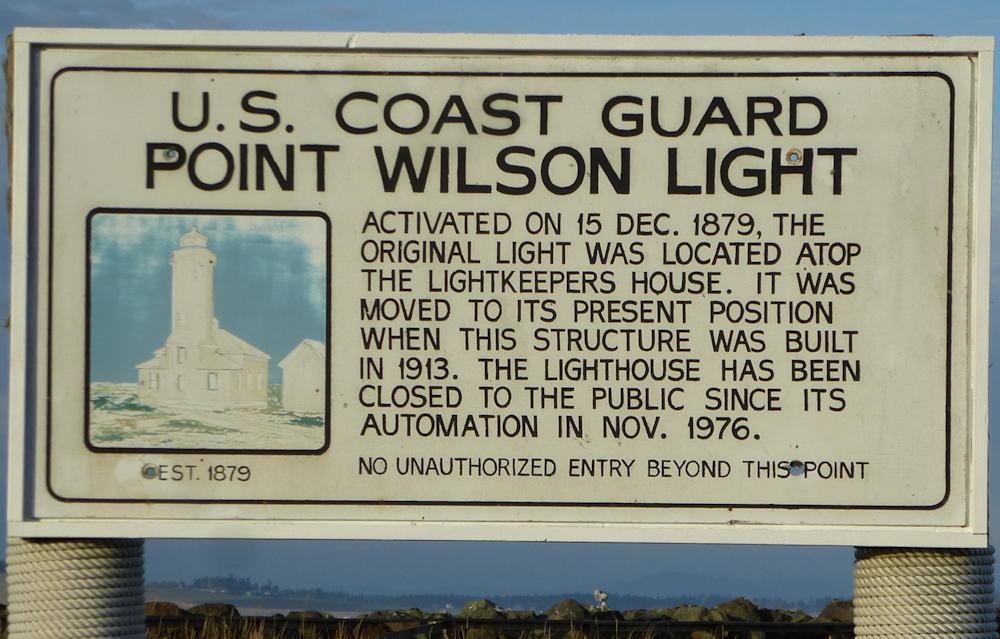 U.S. COAST GUARD
POINT WILSON LIGHT
ACTIVATED ON 15 DEC. 1879, THE
ORIGINAL LIGHT WAS LOCATED ATOP
THE LIGHTKEEPERS HOUSE. IT WAS
MOVED TO ITS PRESENT POSITION
WHEN THIS STRUCTURE WAS BUILT
IN 1913. THE LIGHTHOUSE HAS BEEN
CLOSED TO THE PUBLIC SINCE ITS
AUTOMATION IN NOV. 1976.
EST. 1879
NO UNAUTHORIZED ENTRY BEYOND THIS POINT